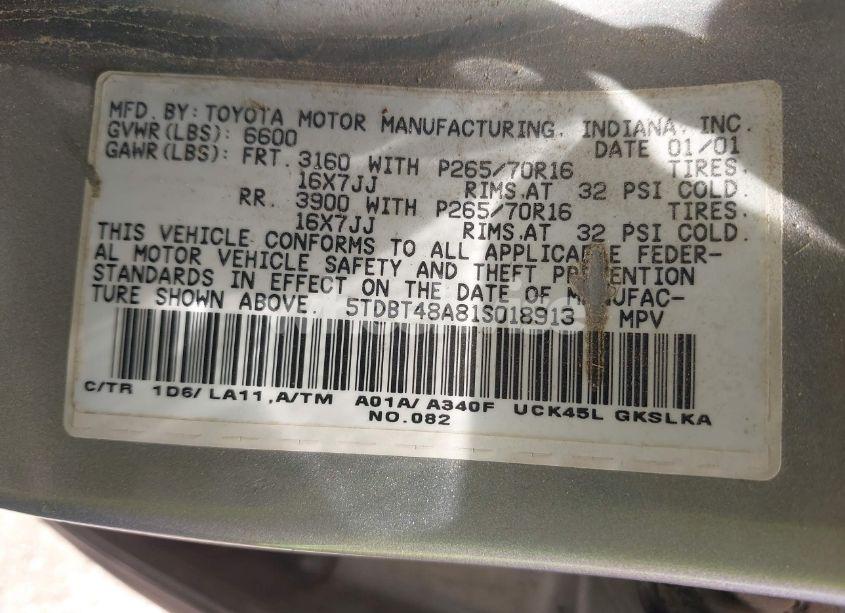 MFD. BY: TOYOTA MOTOR MANUFACTURING, INDIANA, INC.
GVWR(LBS): 6600 DATE 01/01
GAWR(LBS): FRT. 3160 WITH P265/70R16 TIRES.
16X7JJ RIMS.AT 32 PSI COLD.
RR. 3900 WITH P265/70R16 TIRES.
16X7JJ RIMS.AT 32 PSI COLD.
THIS VEHICLE CONFORMS TO ALL APPLICABLE FEDER-
AL MOTOR VEHICLE SAFETY AND THEFT PREVENTION
STANDARDS IN EFFECT ON THE DATE OF MANUFAC-
TURE SHOWN ABOVE. 5TDBT48A81S018913 MPV
C/TR 1D6/ LA11,A/TM A01A/ A340F UCK45L GKSLKA
NO.082